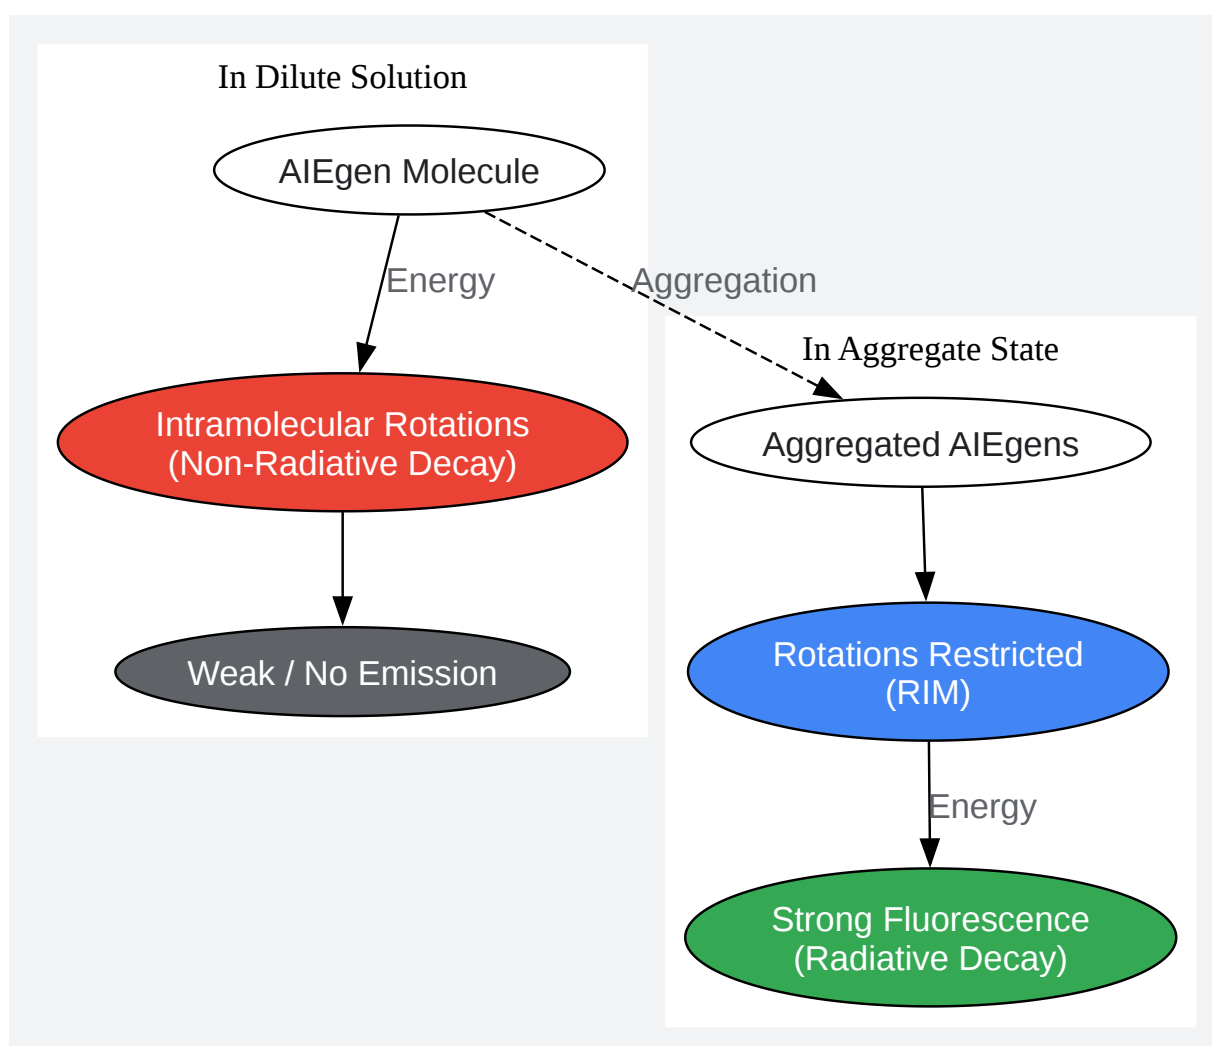 In Dilute Solution
AIEgen Molecule
Energy
Aggregation
Intramolecular Rotations
(Non-Radiative Decay)
Weak / No Emission
In Aggregate State
Aggregated AIEgens
Rotations Restricted
(RIM)
Energy
Strong Fluorescence
(Radiative Decay)